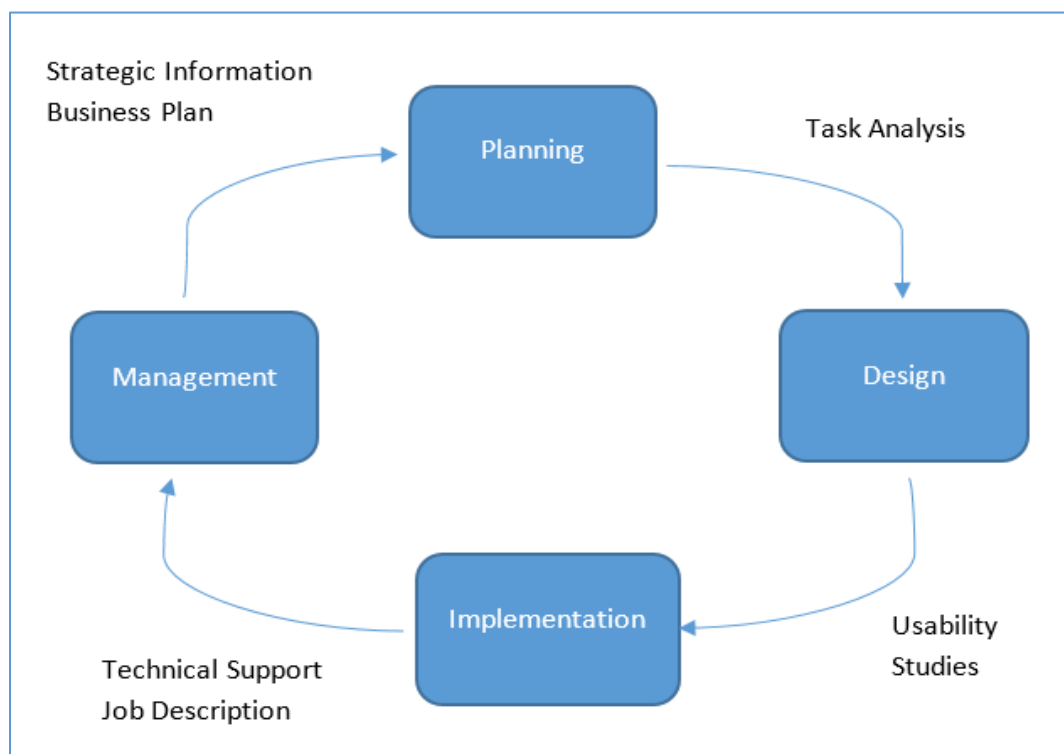 Strategic Information
Business Plan
Planning
Task Analysis
Management
Design
Implementation
Usability
Studies
Technical Support
Job Description